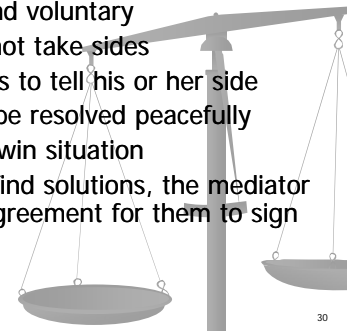 nd voluntary
not take sides
s to tell his or her side
be resolved peacefully
win situation
find solutions, the mediator
greement for them to sign
30